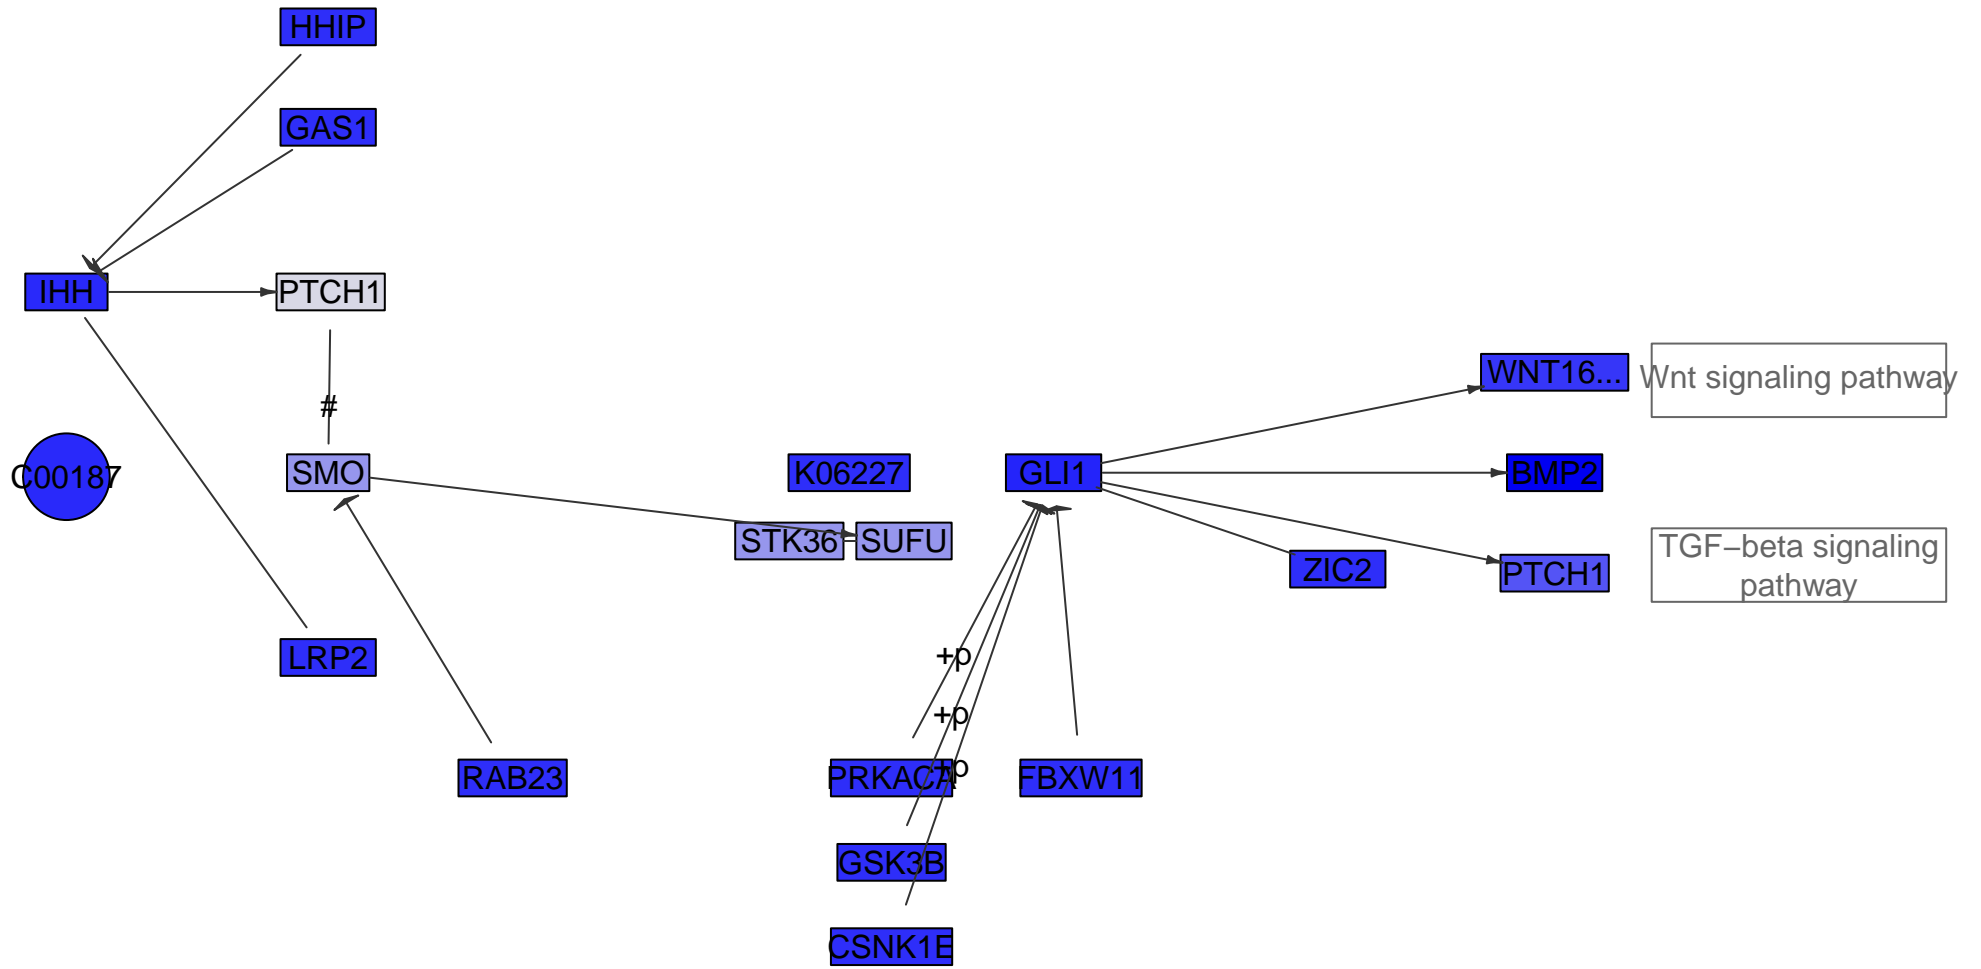 HHIP
GAS1
IHH
PTCH1
WNT16...
Wnt signaling pathway
#
C00187
SMO
K06227
GLI1
BMP2
STK36
SUFU
ZIC2
PTCH1
TGF−beta signaling
pathway
LRP2
+p
+p
+p
RAB23
PRKACA
FBXW11
GSK3B
CSNK1E